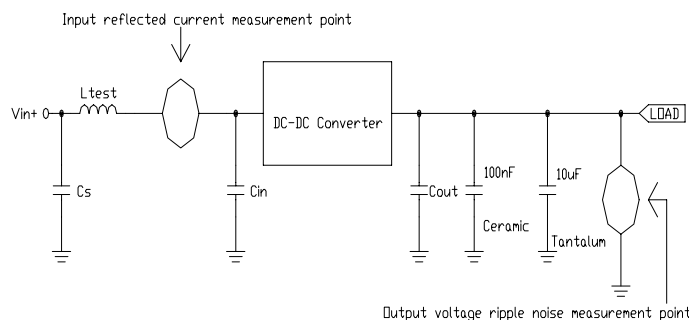 Input reflected current measurement point
Ltest
Vin+
DC-DC Converter
LOAD
Cs
Cin
Cout
100nF
Ceramic
10uF
Tantalum
Output voltage ripple noise measurement point